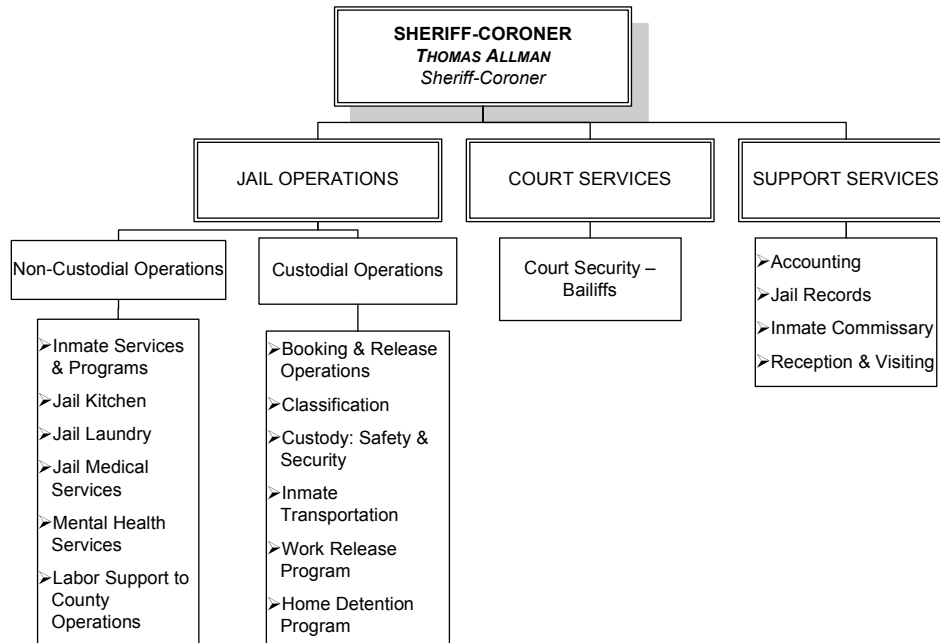 SHERIFF-CORONER
THOMAS ALLMAN
Sheriff-Coroner
JAIL OPERATIONS
COURT SERVICES
SUPPORT SERVICES
Non-Custodial Operations
Custodial Operations
Court Security –
Bailiffs
➢Accounting
➢Jail Records
➢Inmate Commissary
➢Reception & Visiting
➢Inmate Services
& Programs
➢Jail Kitchen
➢Jail Laundry
➢Jail Medical
Services
➢Mental Health
Services
➢Labor Support to
County
Operations
➢Booking & Release
Operations
➢Classification
➢Custody: Safety &
Security
➢Inmate
Transportation
➢Work Release
Program
➢Home Detention
Program